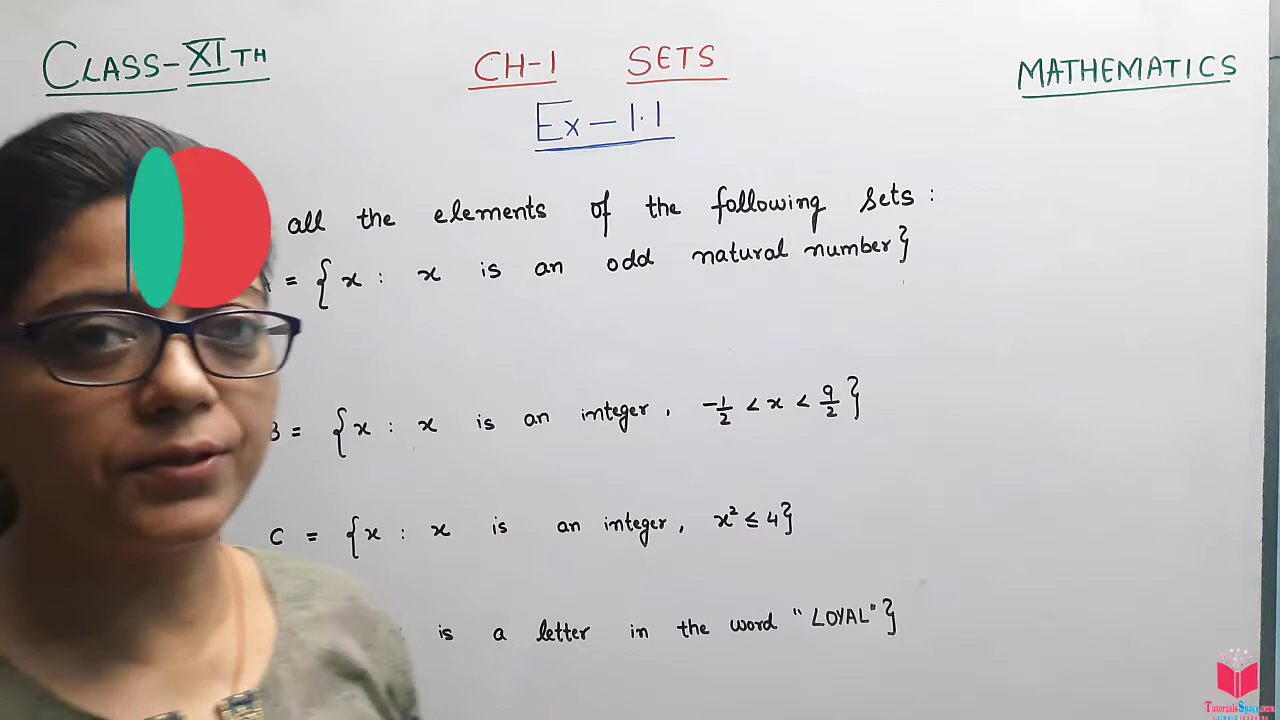 CLASS-XITH CH-1 SETS MATHEMATICS
Ex-1.1
all the elements of the following sets :
= {x : x is an odd natural number}
B = {x : x is an integer, -1/2 < x < 9/2}
C = {x : x is an integer, x² ≤ 4}
is a letter in the word "LOYAL"}
TutorialsSpace.com